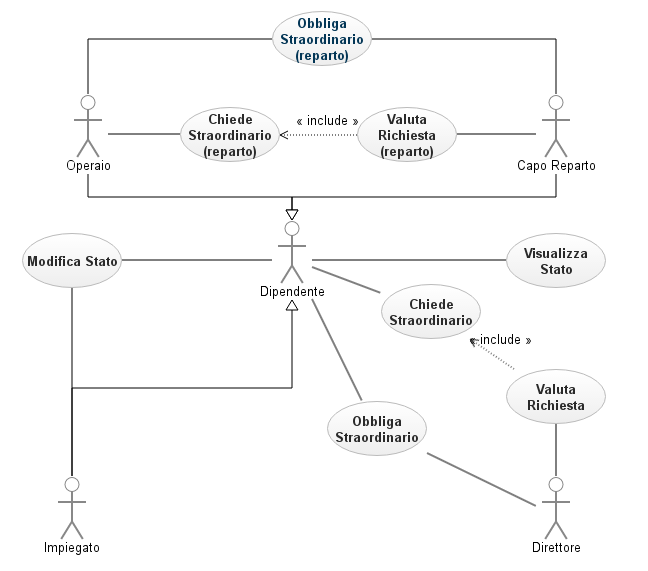 Obbliga
Straordinario
(reparto)
Chiede
Straordinario
(reparto)
« include »
Valuta
Richiesta
(reparto)
Operaio
Capo Reparto
Modifica Stato
Dipendente
Visualizza
Stato
Chiede
Straordinario
« include »
Valuta
Richiesta
Obbliga
Straordinario
Impiegato
Direttore